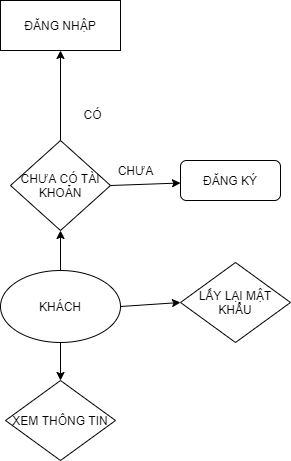 ĐĂNG NHẬP
CÓ
CHƯA CÓ TÀI
KHOẢN
CHƯA
ĐĂNG KÝ
KHÁCH
LẤY LẠI MẬT
KHẨU
XEM THÔNG TIN